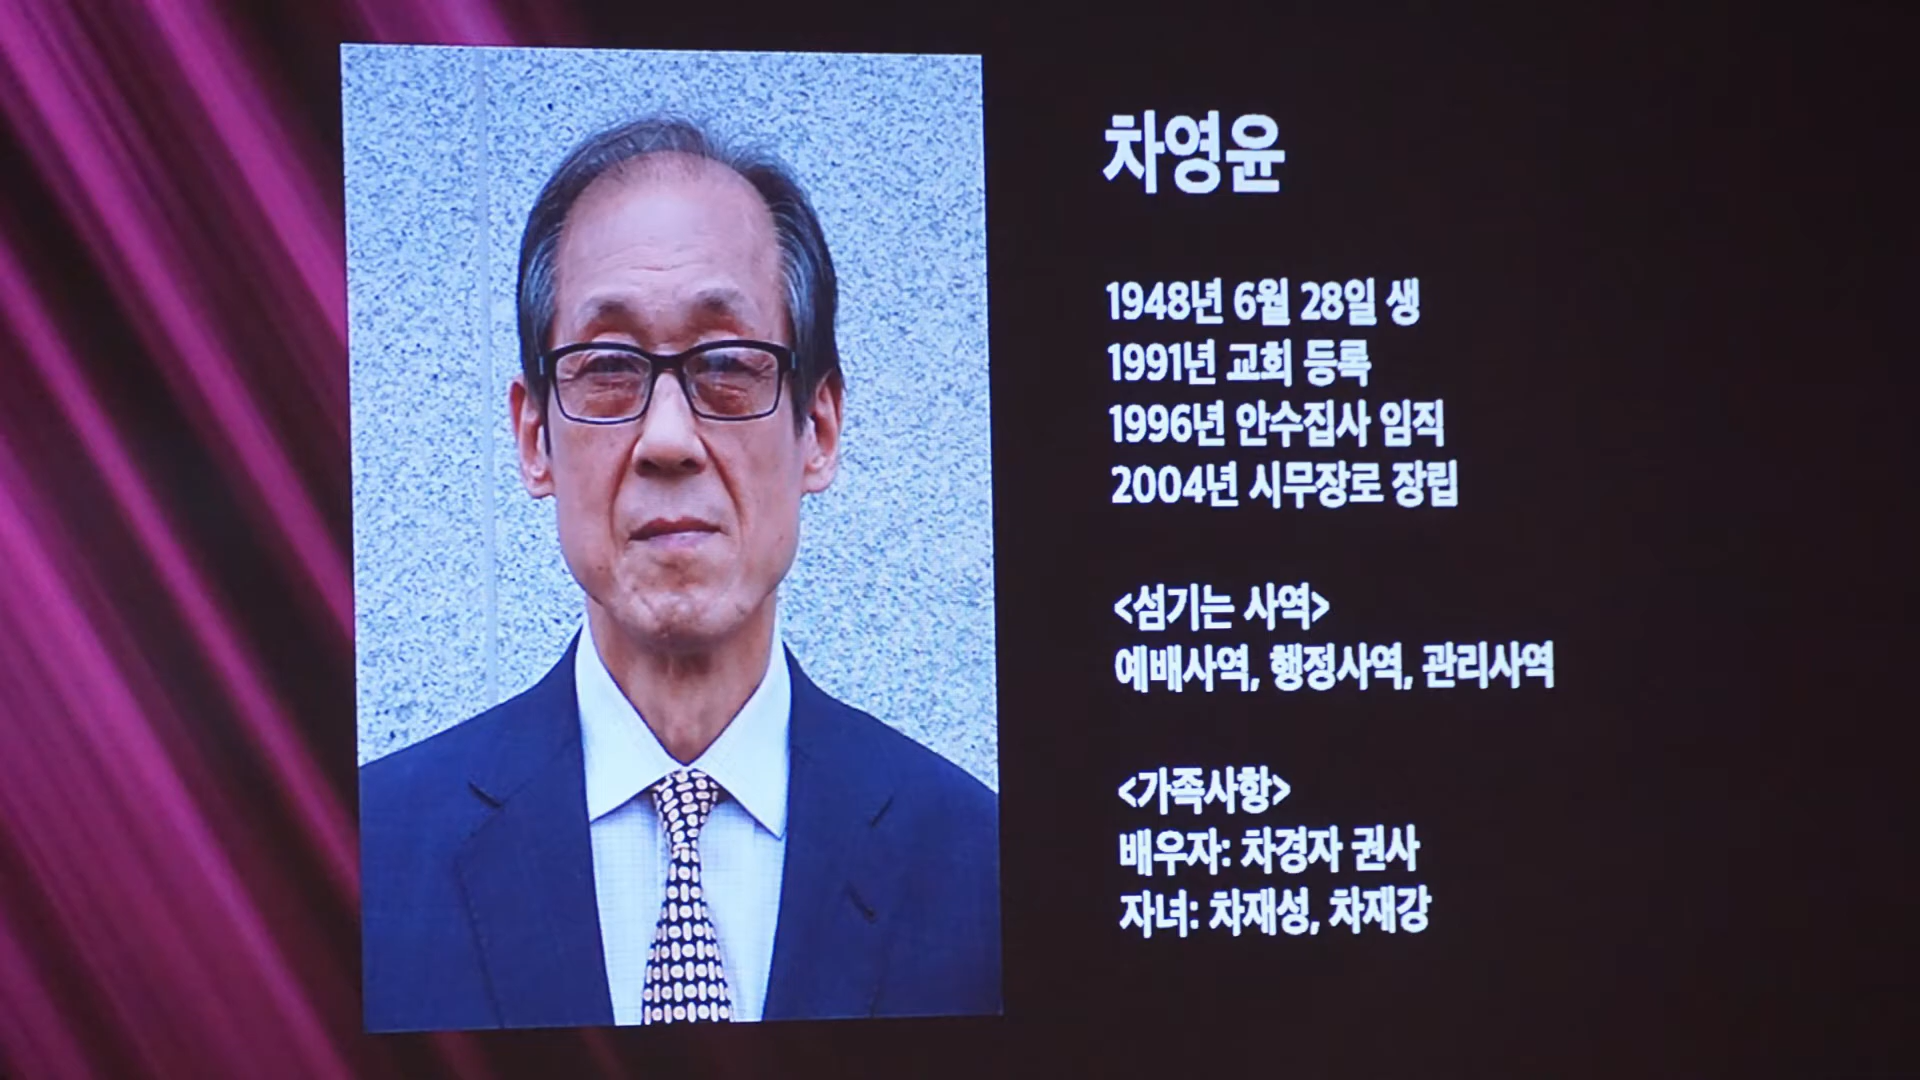 차영윤
1948년 6월 28일 생
1991년 교회 등록
1996년 안수집사 임직
2004년 시무장로 장립
<섬기는 사역>
예배사역, 행정사역, 관리사역
<가족사항>
배우자: 차경자 권사
자녀: 차재성, 차재강